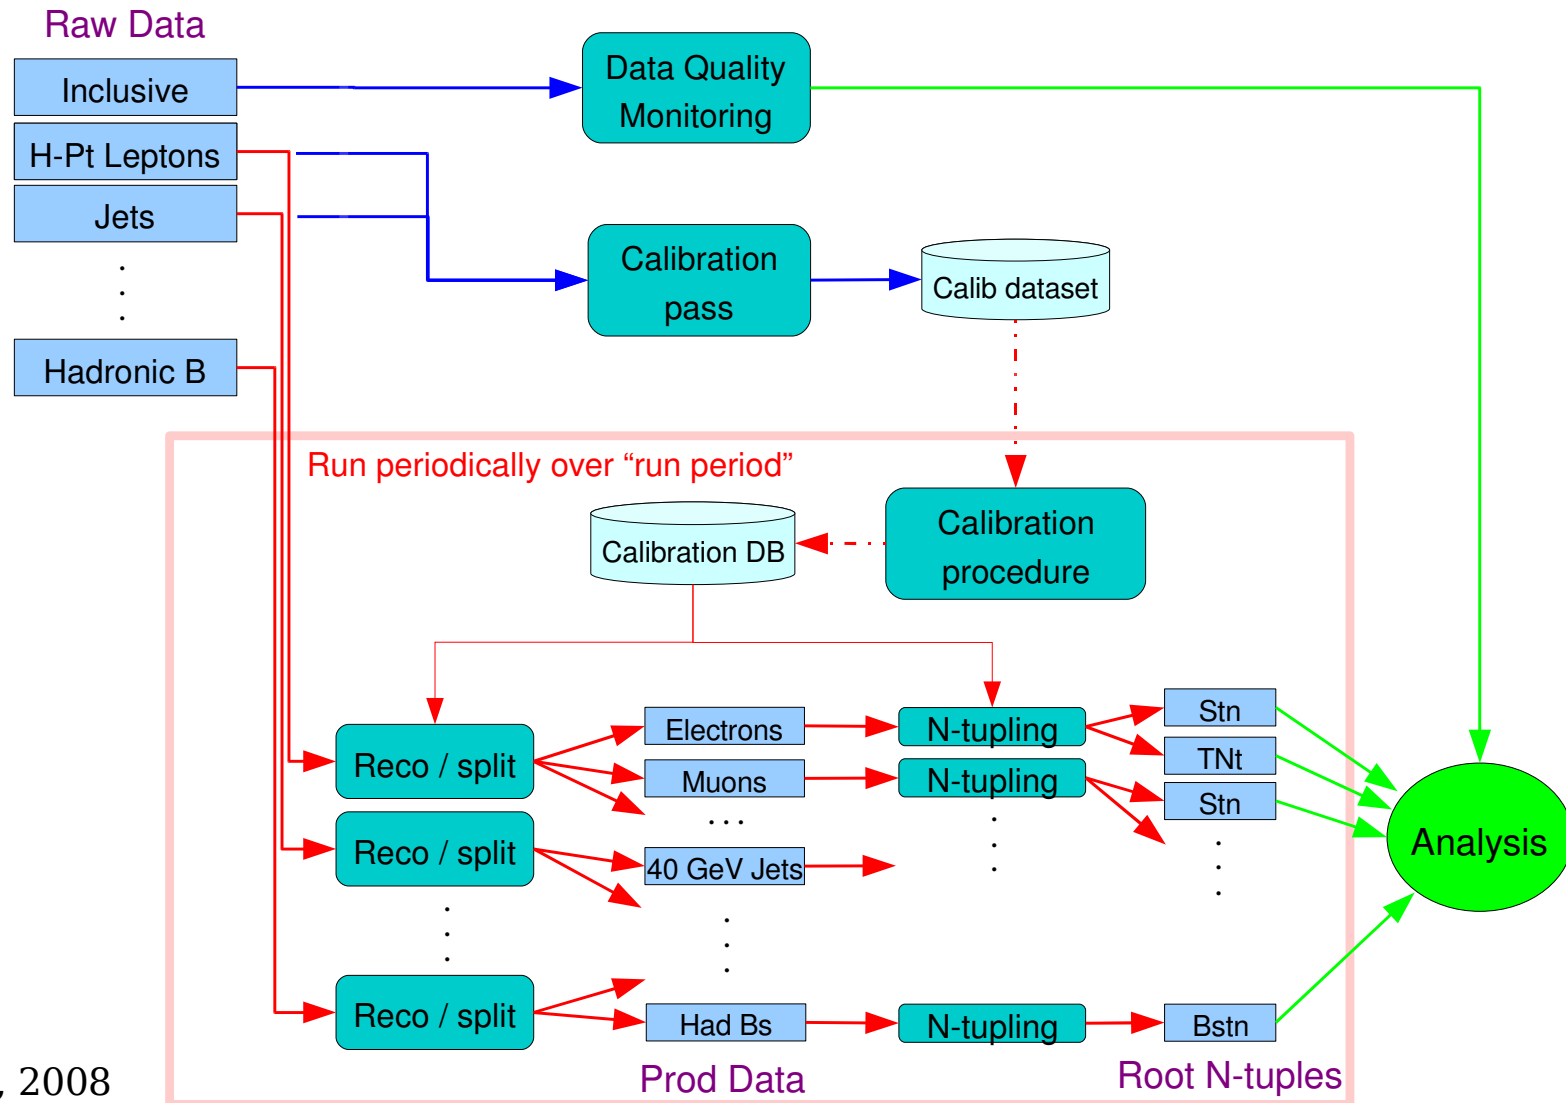 Raw Data
Inclusive
H-Pt Leptons
Jets
Hadronic B
Data Quality
Monitoring
Calibration
pass
Calib dataset
Run periodically over “run period”
Calibration DB
Calibration
procedure
Reco / split
Electrons
N-tupling
Stn
TNt
Muons
N-tupling
Stn
...
Reco / split
40 GeV Jets
Analysis
Reco / split
Had Bs
N-tupling
Bstn
Prod Data
Root N-tuples
, 2008